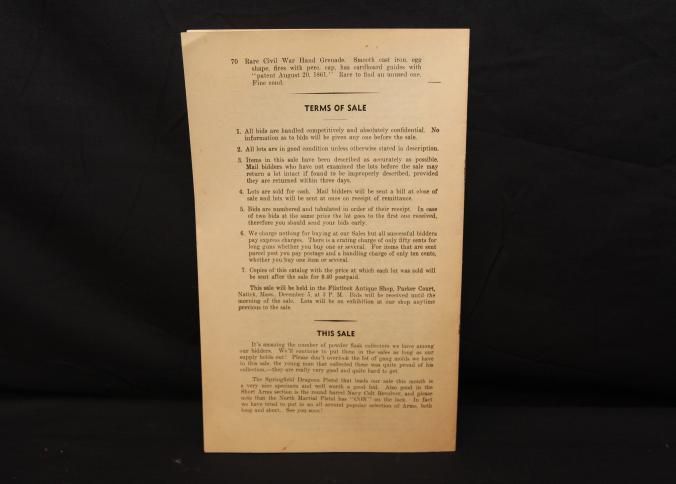 70 Rare Civil War Hand Grenade. Smooth cast iron, egg
shape, fires with perc. cap, has cardboard guides with
"patent August 20, 1861." Rare to find an unused one.
Fine cond.
TERMS OF SALE
1. All bids are handled competitively and absolutely confidential. No
information as to bids will be given any one before the sale.
2. All lots are in good condition unless otherwise stated in description.
3. Items in this sale have been described as accurately as possible.
Mail bidders who have not examined the lots before the sale may
return a lot intact if found to be improperly described, provided
they are returned within three days.
4. Lots are sold for cash. Mail bidders will be sent a bill at close of
sale and lots will be sent at once on receipt of remittance.
5. Bids are numbered and tabulated in order of their receipt. In case
of two bids at the same price the lot goes to the first one received,
therefore you should send your bids early.
6. We charge nothing for buying at our Sales but all successful bidders
pay express charges. There is a crating charge of only fifty cents for
long guns whether you buy one or several. For items that are sent
parcel post you pay postage and a handling charge of only ten cents,
whether you buy one item or several.
7. Copies of this catalog with the price at which each lot was sold will
be sent after the sale for $.40 postpaid.
This sale will be held in the Flintlock Antique Shop, Parker Court,
Natick, Mass., December 5, at 3 P. M. Bids will be received until the
morning of the sale. Lots will be on exhibition at our shop anytime
previous to the sale.
THIS SALE
It's amazing the number of powder flask collectors we have among
our bidders. We'll continue to put them in the sales as long as our
supply holds out! Please don't overlook the lot of gang molds we have
in this sale, the young man that collected these was quite proud of his
collection,—they are really very good and quite hard to get.
The Springfield Dragoon Pistol that leads our sale this month is
a very nice specimen and well worth a good bid. Also good in the
Short Arms section is the round barrel Navy Colt Revolver, and please
note that the North Martial Pistol has "CON" on the lock. In fact
we have tried to put in an all around popular selection of Arms, both
long and short. See you soon!